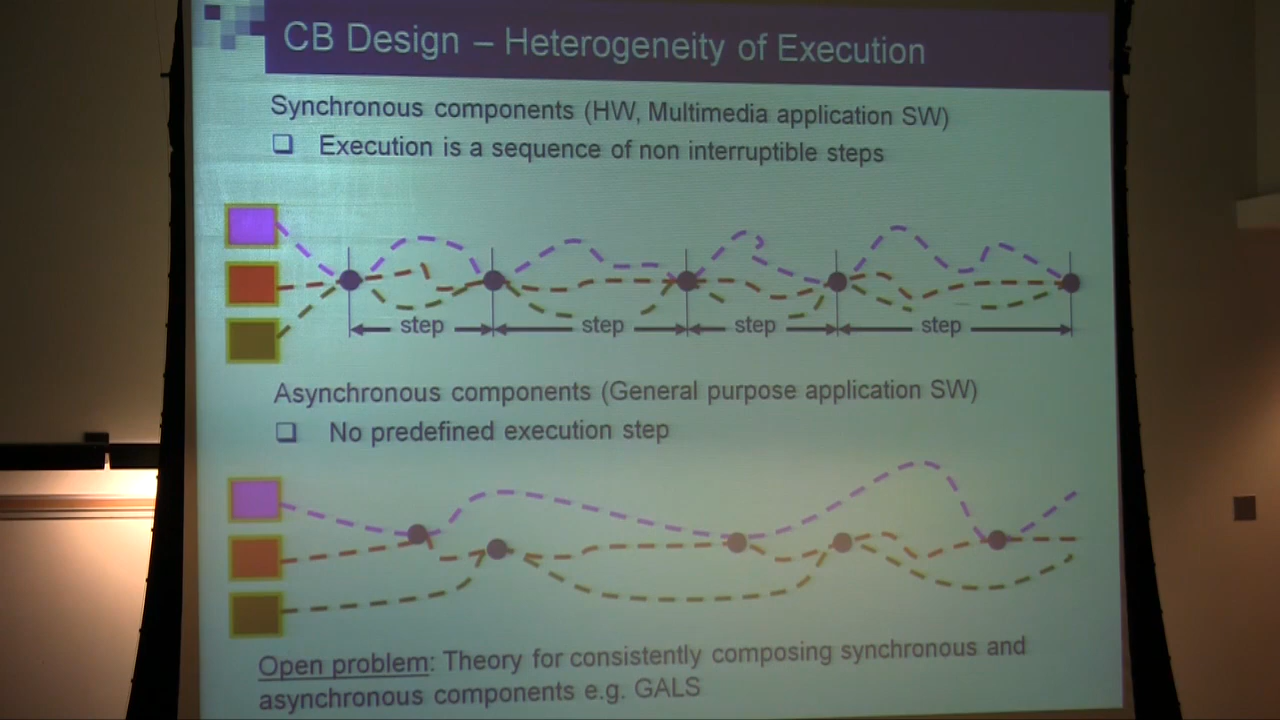 CB Design – Heterogeneity of Execution
Synchronous components (HW, Multimedia application SW)
❑ Execution is a sequence of non interruptible steps
step step step step
Asynchronous components (General purpose application SW)
❑ No predefined execution step
Open problem: Theory for consistently composing synchronous and
asynchronous components e.g. GALS